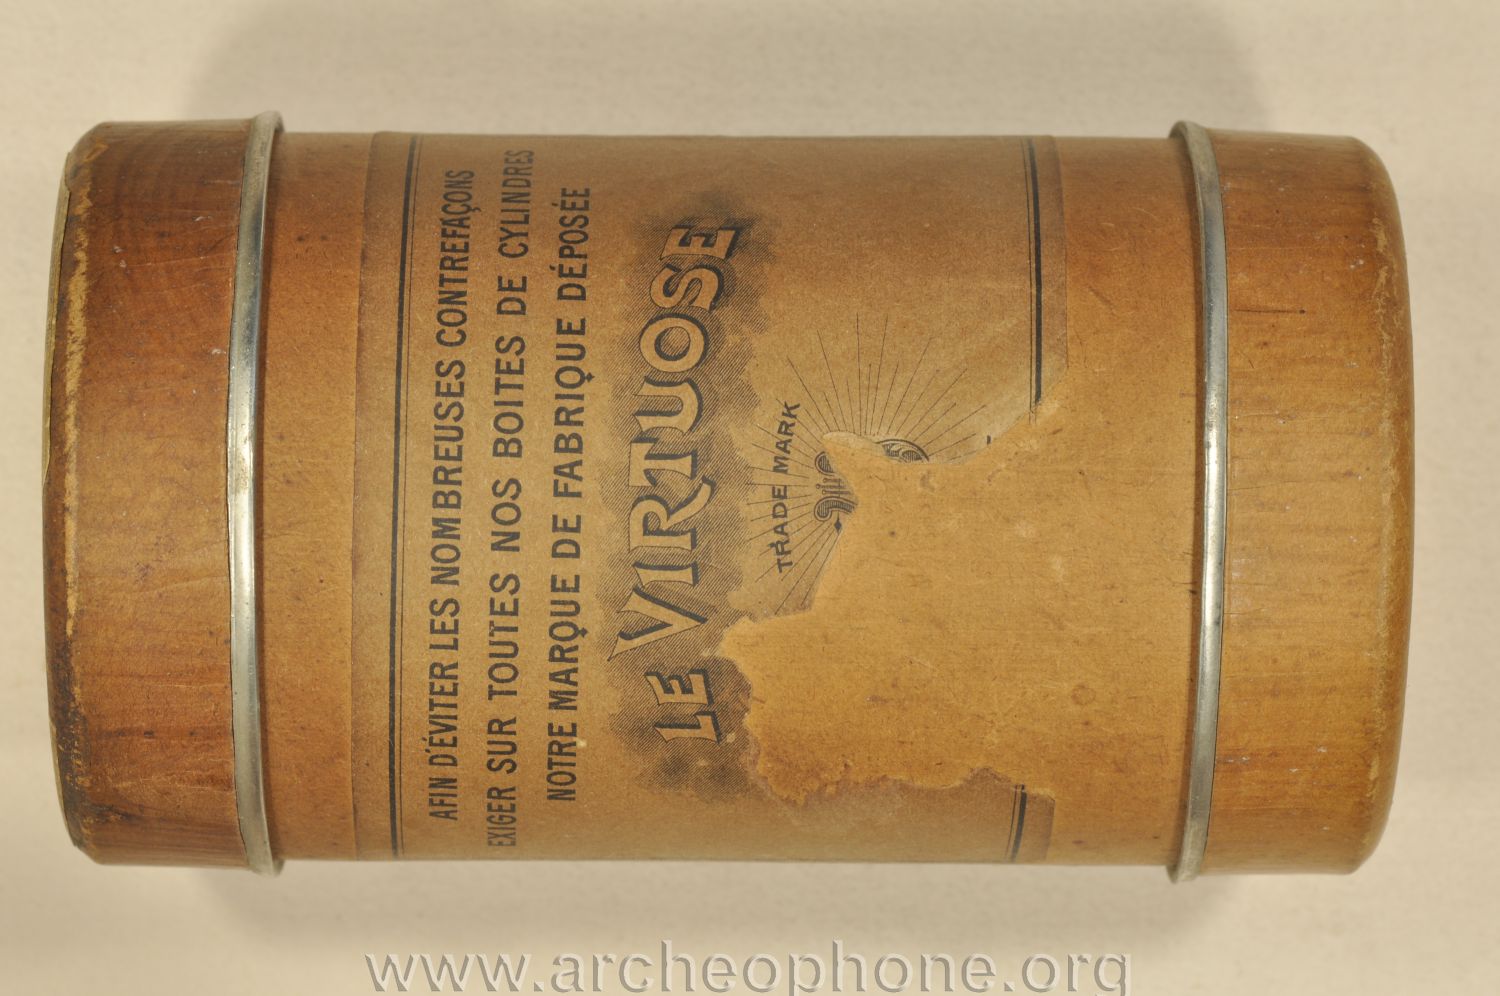 AFIN D'ÉVITER LES NOMBREUSES CONTREFAÇONS
EXIGER SUR TOUTES NOS BOITES DE CYLINDRES
NOTRE MARQUE DE FABRIQUE DÉPOSÉE
LE VIRTUOSE
TRADE MARK
www.archeophone.org